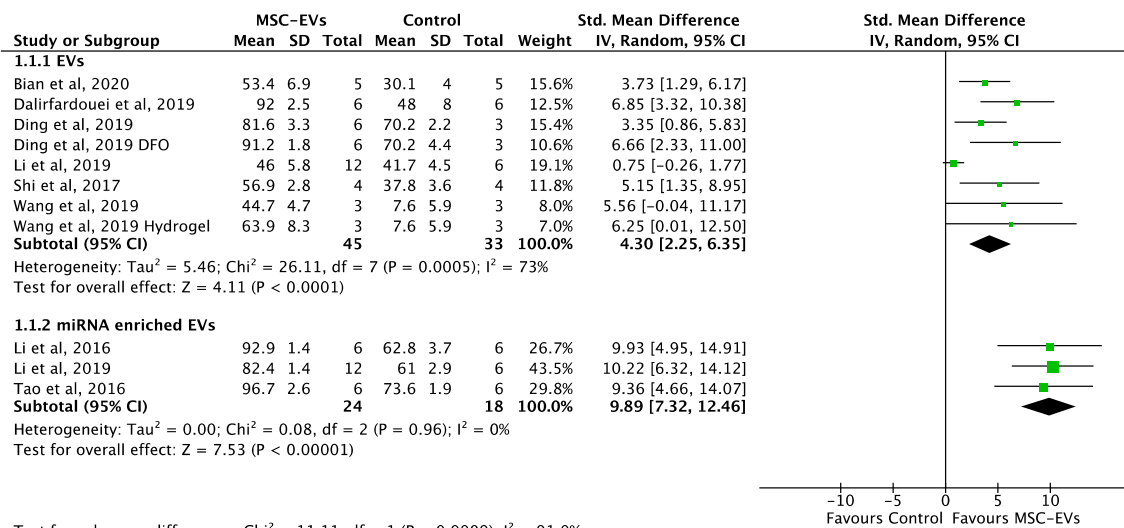 MSC-EVs Control Std. Mean Difference Std. Mean Difference
Study or Subgroup Mean SD Total Mean SD Total Weight IV, Random, 95% CI IV, Random, 95% CI
1.1.1 EVs
Bian et al, 2020 53.4 6.9 5 30.1 4 5 15.6% 3.73 [1.29, 6.17]
Dalirfardouei et al, 2019 92 2.5 6 48 8 6 12.5% 6.85 [3.32, 10.38]
Ding et al, 2019 81.6 3.3 6 70.2 2.2 3 15.4% 3.35 [0.86, 5.83]
Ding et al, 2019 DFO 91.2 1.8 6 70.2 4.4 3 10.6% 6.66 [2.33, 11.00]
Li et al, 2019 46 5.8 12 41.7 4.5 6 19.1% 0.75 [−0.26, 1.77]
Shi et al, 2017 56.9 2.8 4 37.8 3.6 4 11.8% 5.15 [1.35, 8.95]
Wang et al, 2019 44.7 4.7 3 7.6 5.9 3 8.0% 5.56 [−0.04, 11.17]
Wang et al, 2019 Hydrogel 63.9 8.3 3 7.6 5.9 3 7.0% 6.25 [0.01, 12.50]
Subtotal (95% CI) 45 33 100.0% 4.30 [2.25, 6.35]
Heterogeneity: Tau² = 5.46; Chi² = 26.11, df = 7 (P = 0.0005); I² = 73%
Test for overall effect: Z = 4.11 (P < 0.0001)
1.1.2 miRNA enriched EVs
Li et al, 2016 92.9 1.4 6 62.8 3.7 6 26.7% 9.93 [4.95, 14.91]
Li et al, 2019 82.4 1.4 12 61 2.9 6 43.5% 10.22 [6.32, 14.12]
Tao et al, 2016 96.7 2.6 6 73.6 1.9 6 29.8% 9.36 [4.66, 14.07]
Subtotal (95% CI) 24 18 100.0% 9.89 [7.32, 12.46]
Heterogeneity: Tau² = 0.00; Chi² = 0.08, df = 2 (P = 0.96); I² = 0%
Test for overall effect: Z = 7.53 (P < 0.00001)
−10 −5 0 5 10
Favours Control Favours MSC-EVs